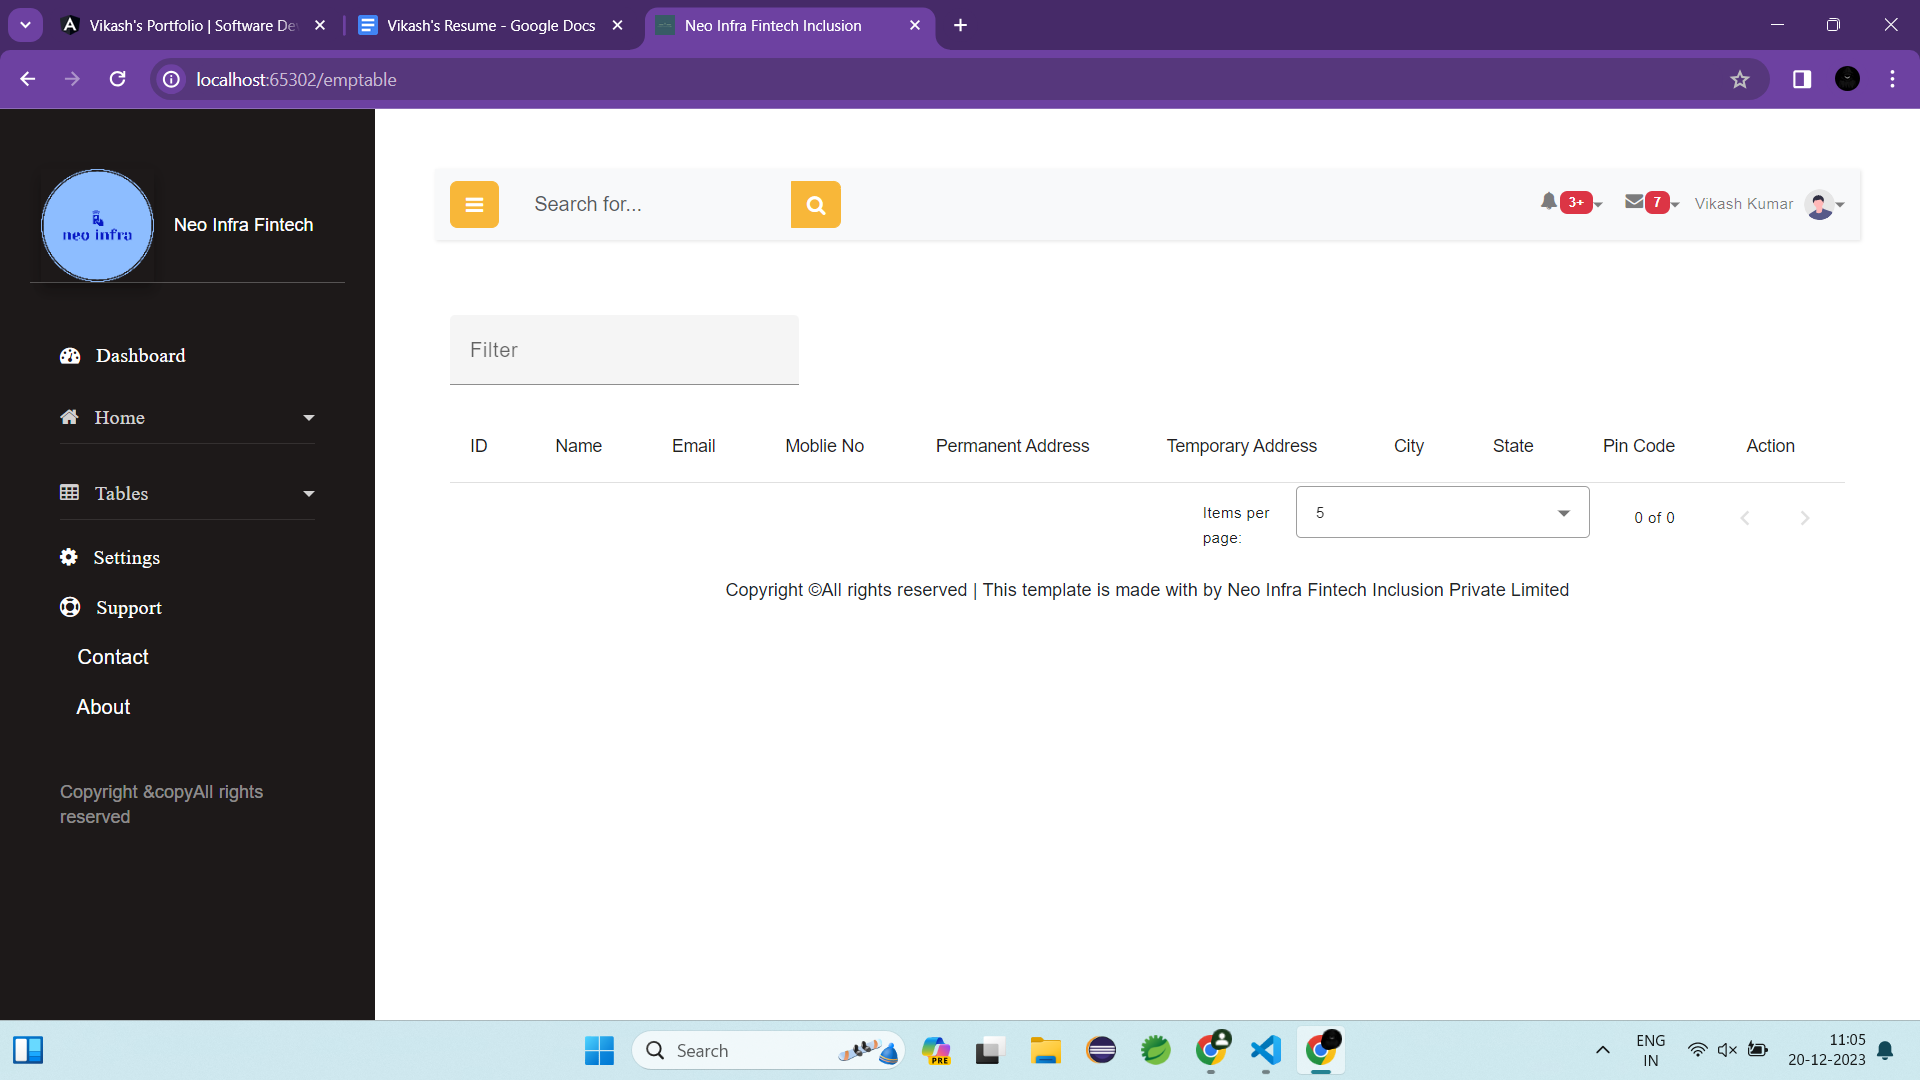 Vikash's Portfolio | Software De
Vikash's Resume - Google Docs
Neo Infra Fintech Inclusion
localhost:65302/emptable
neo infra
Neo Infra Fintech
Search for...
3+
7
Vikash Kumar
Dashboard
Home
Tables
Settings
Support
Contact
About
Copyright &copyAll rights
reserved
Filter
ID Name Email Moblie No Permanent Address Temporary Address City State Pin Code Action
Items per
page:
5
0 of 0
Copyright ©All rights reserved | This template is made with by Neo Infra Fintech Inclusion Private Limited
Search
PRE
ENG
IN
11:05
20-12-2023